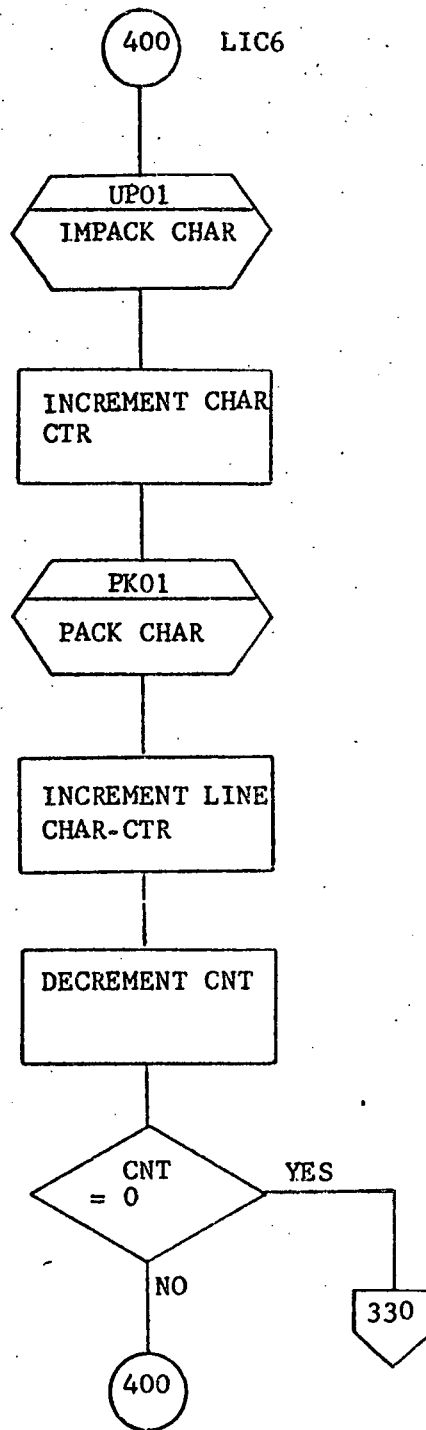 400 LIC6
UP01
IMPACK CHAR
INCREMENT CHAR
CTR
PK01
PACK CHAR
INCREMENT LINE
CHAR-CTR
DECREMENT CNT
CNT
= 0
YES
NO
330
400